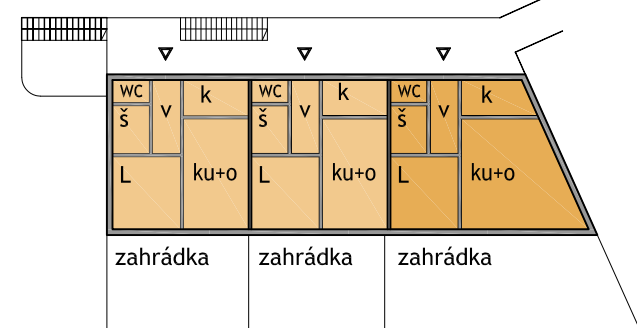 WC v k WC v k WC v k
š š š
L ku+o L ku+o L ku+o
zahrádka zahrádka zahrádka